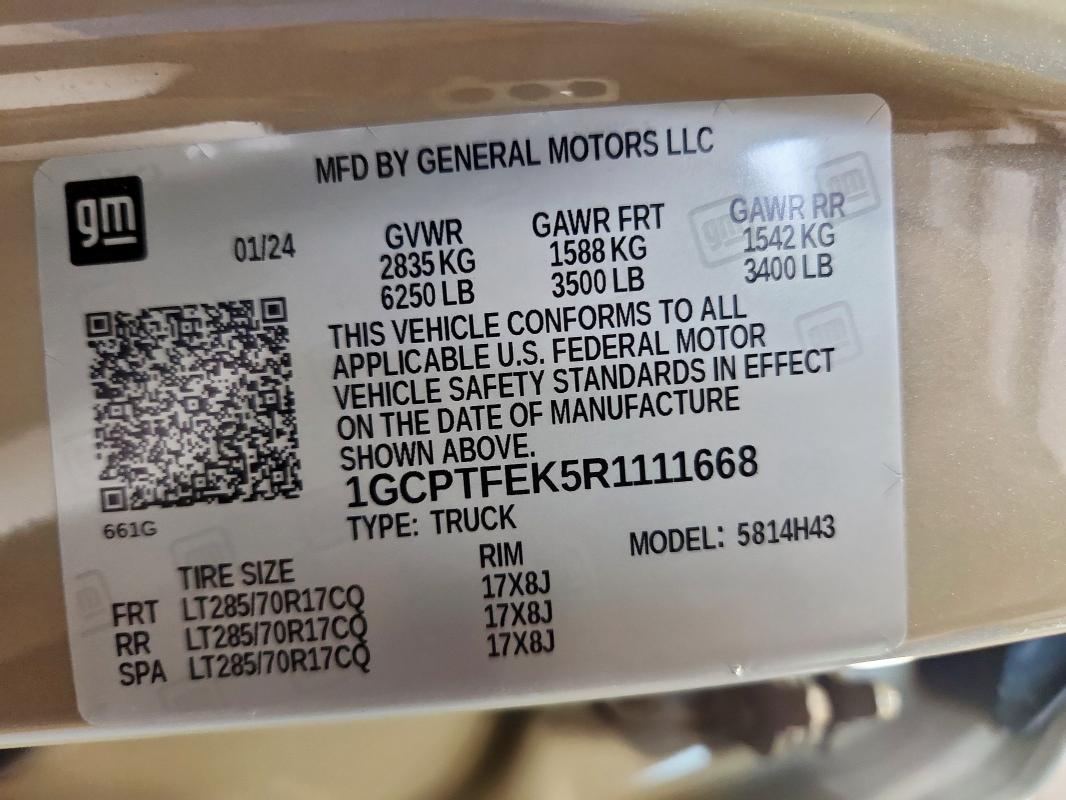 MFD BY GENERAL MOTORS LLC
gm
01/24
GVWR GAWR FRT GAWR RR
2835 KG 1588 KG 1542 KG
6250 LB 3500 LB 3400 LB
THIS VEHICLE CONFORMS TO ALL
APPLICABLE U.S. FEDERAL MOTOR
VEHICLE SAFETY STANDARDS IN EFFECT
ON THE DATE OF MANUFACTURE
SHOWN ABOVE.
1GCPTFEK5R1111668
661G
TYPE: TRUCK MODEL: 5814H43
TIRE SIZE RIM
FRT LT285/70R17CQ 17X8J
RR LT285/70R17CQ 17X8J
SPA LT285/70R17CQ 17X8J